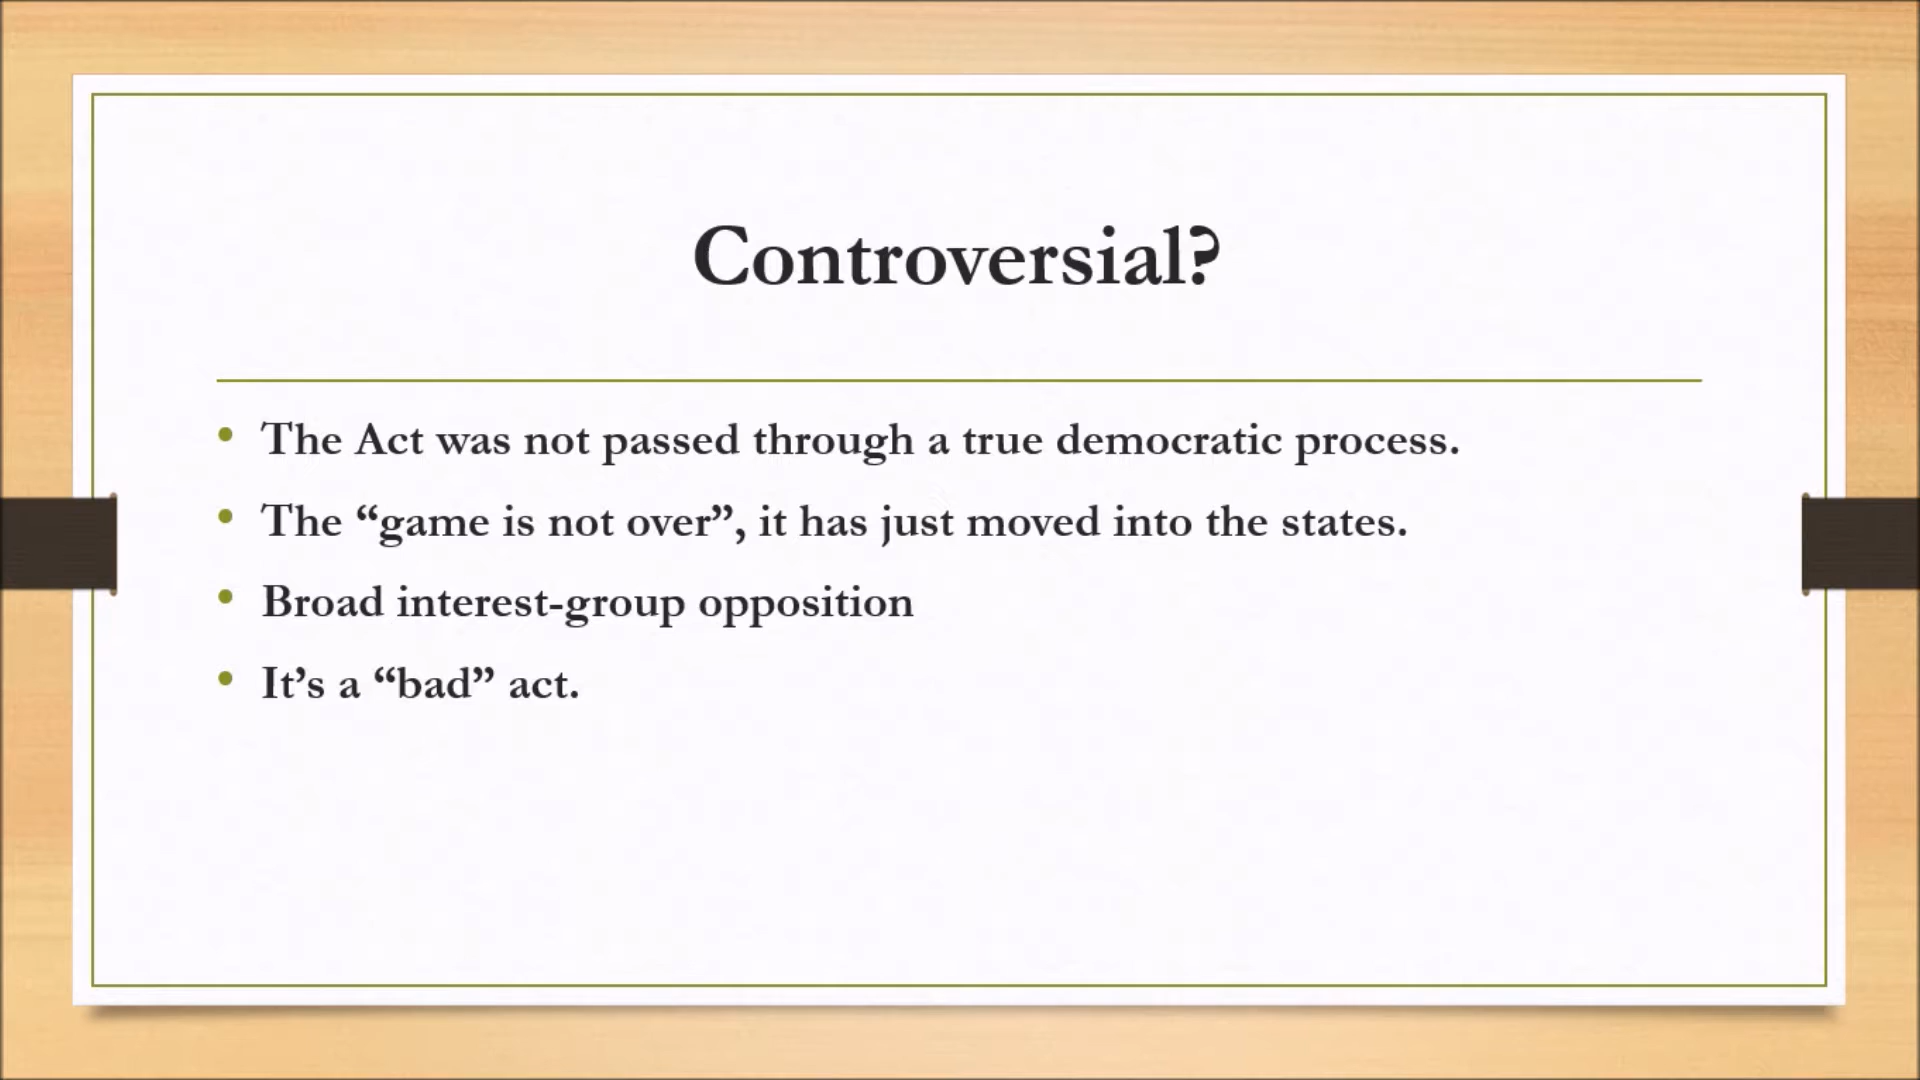 Controversial?
• The Act was not passed through a true democratic process.
• The “game is not over”, it has just moved into the states.
• Broad interest-group opposition
• It’s a “bad” act.